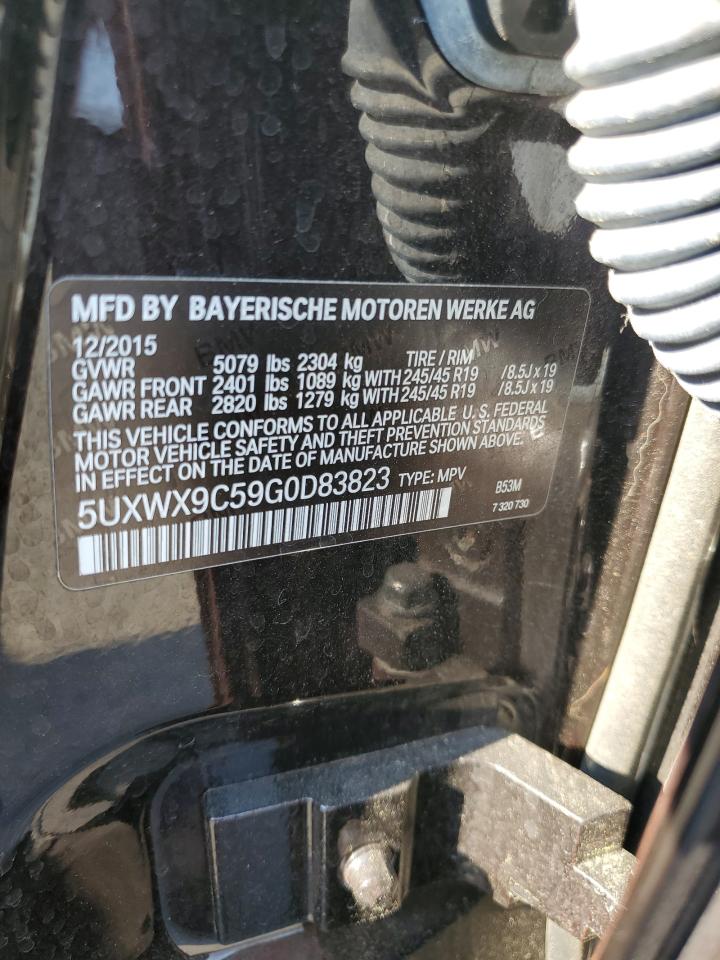 MFD BY BAYERISCHE MOTOREN WERKE AG
12/2015 TIRE / RIM
GVWR 5079 lbs 2304 kg
GAWR FRONT 2401 lbs 1089 kg WITH 245/45 R19 /8.5J x 19
GAWR REAR 2820 lbs 1279 kg WITH 245/45 R19 /8.5J x 19
THIS VEHICLE CONFORMS TO ALL APPLICABLE U.S. FEDERAL
MOTOR VEHICLE SAFETY AND THEFT PREVENTION STANDARDS
IN EFFECT ON THE DATE OF MANUFACTURE SHOWN ABOVE.
5UXWX9C59G0D83823 TYPE: MPV B53M
7 320 730